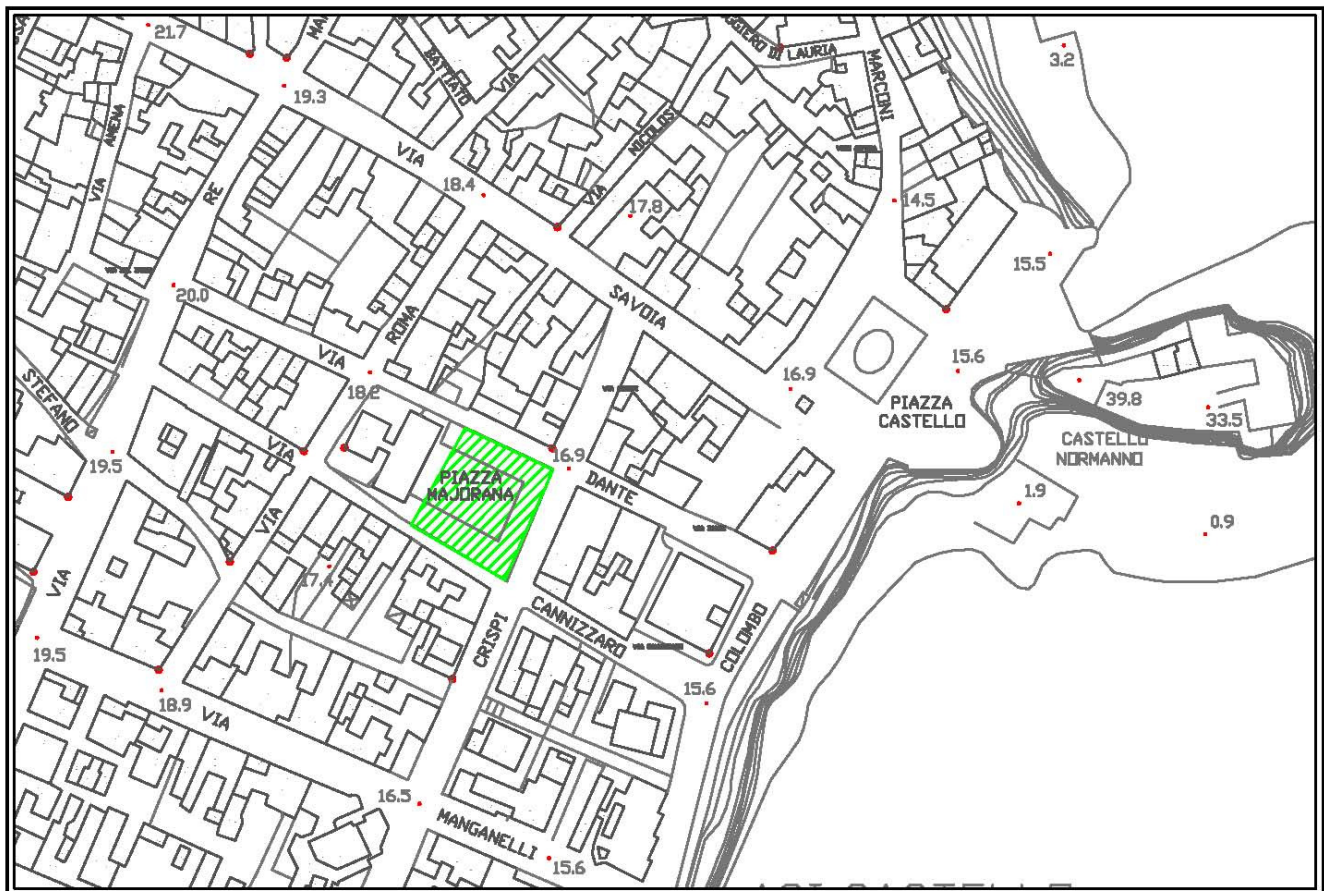 21.7
BATTIATO
VIA
DI LAURIA
MARCONI
3.2
19.3
AMENA
VIA
VIA
NICOLOSI
18.4
VIA
17.8
14.5
RE
15.5
20.0
ROMA
SAVOIA
VIA
18.2
16.9
15.6
39.8
33.5
PIAZZA
CASTELLO
CASTELLO
NORMANNO
STEFANO
19.5
VIA
16.9
PIAZZA
MAJORANA
DANTE
1.9
0.9
VIA
17.4
VIA
CANNIZZARO
COLOMBO
CRISPI
19.5
18.9
VIA
15.6
16.5
MANGANELLI
15.6